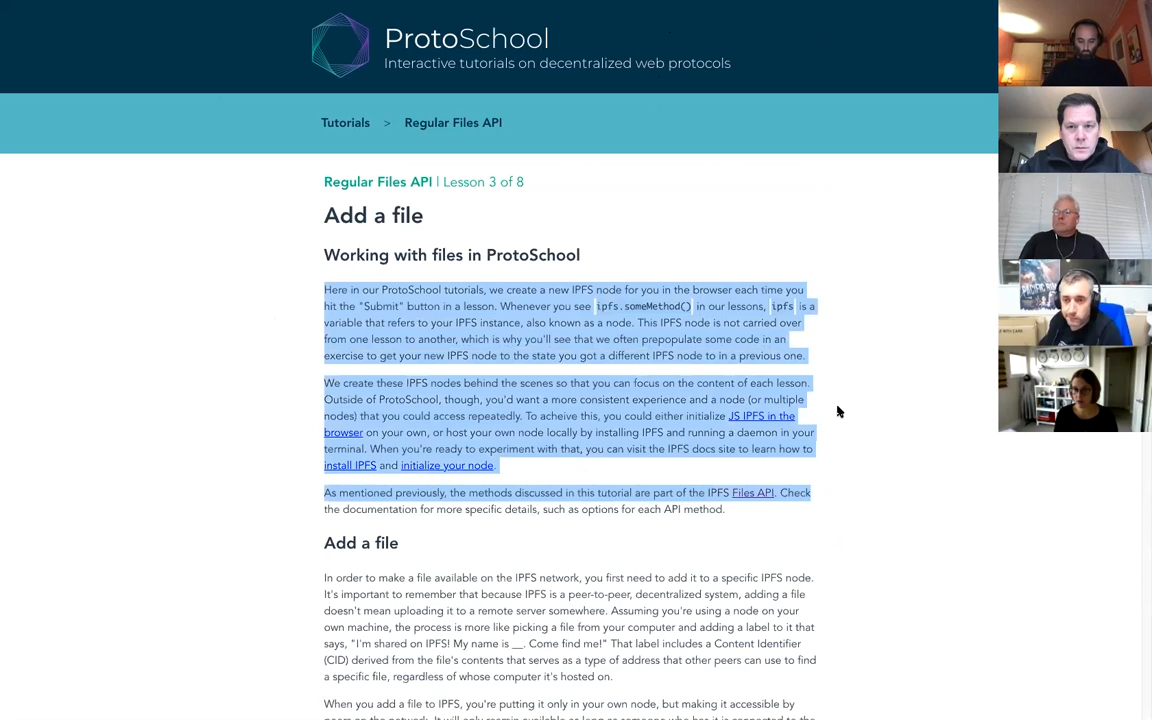 ProtoSchool
Interactive tutorials on decentralized web protocols
Tutorials > Regular Files API
Regular Files API | Lesson 3 of 8
Add a file
Working with files in ProtoSchool
Here in our ProtoSchool tutorials, we create a new IPFS node for you in the browser each time you
hit the "Submit" button in a lesson. Whenever you see ipfs.someMethod() in our lessons, ipfs is a
variable that refers to your IPFS instance, also known as a node. This IPFS node is not carried over
from one lesson to another, which is why you'll see that we often prepopulate some code in an
exercise to get your new IPFS node to the state you got a different IPFS node to in a previous one.
We create these IPFS nodes behind the scenes so that you can focus on the content of each lesson.
Outside of ProtoSchool, though, you'd want a more consistent experience and a node (or multiple
nodes) that you could access repeatedly. To acheive this, you could either initialize JS IPFS in the
browser on your own, or host your own node locally by installing IPFS and running a daemon in your
terminal. When you're ready to experiment with that, you can visit the IPFS docs site to learn how to
install IPFS and initialize your node.
As mentioned previously, the methods discussed in this tutorial are part of the IPFS Files API. Check
the documentation for more specific details, such as options for each API method.
Add a file
In order to make a file available on the IPFS network, you first need to add it to a specific IPFS node.
It's important to remember that because IPFS is a peer-to-peer, decentralized system, adding a file
doesn't mean uploading it to a remote server somewhere. Assuming you're using a node on your
own machine, the process is more like picking a file from your computer and adding a label to it that
says, "I'm shared on IPFS! My name is __. Come find me!" That label includes a Content Identifier
(CID) derived from the file's contents that serves as a type of address that other peers can use to find
a specific file, regardless of whose computer it's hosted on.
When you add a file to IPFS, you're putting it only in your own node, but making it accessible by